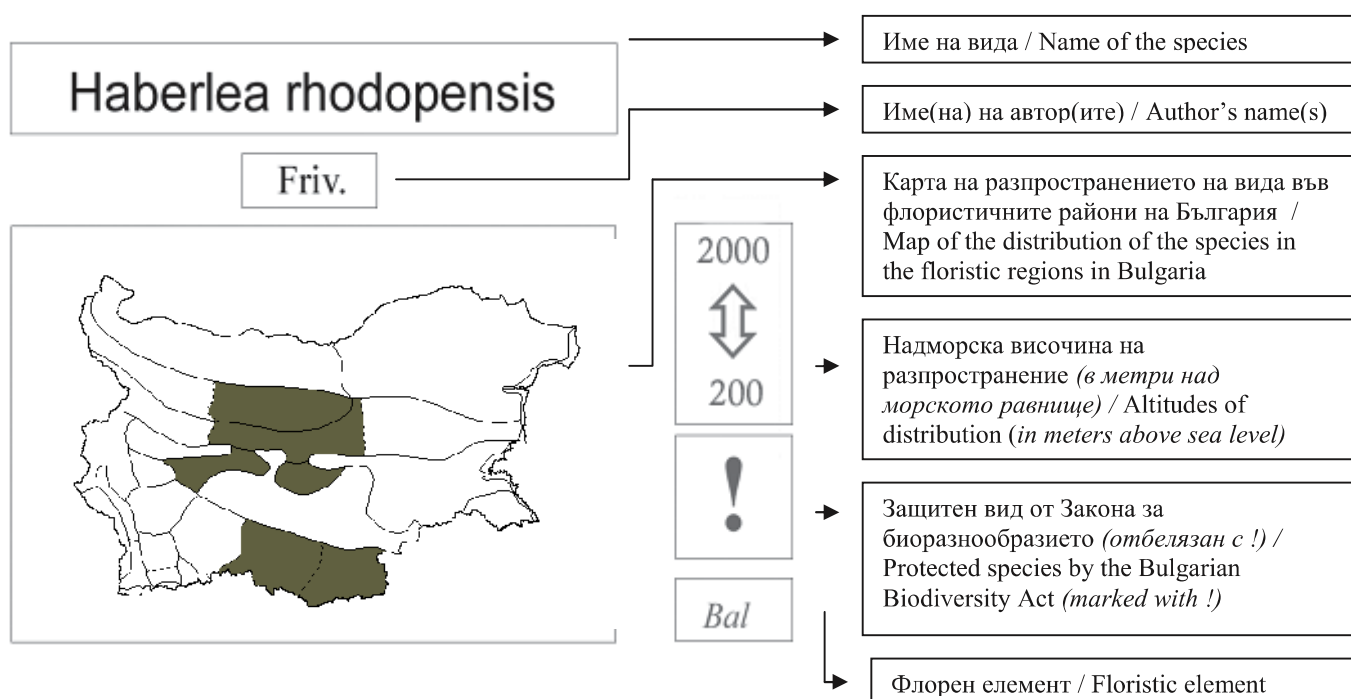 Haberlea rhodopensis
Friv.
2000
200
!
Bal
Име на вида / Name of the species
Име(на) на автор(ите) / Author’s name(s)
Карта на разпространението на вида във
флористичните райони на България /
Map of the distribution of the species in
the floristic regions in Bulgaria
Надморска височина на
разпространение (в метри над
морското равнище) / Altitudes of
distribution (in meters above sea level)
Защитен вид от Закона за
биоразнообразието (отбелязан с !) /
Protected species by the Bulgarian
Biodiversity Act (marked with !)
Флорен елемент / Floristic element